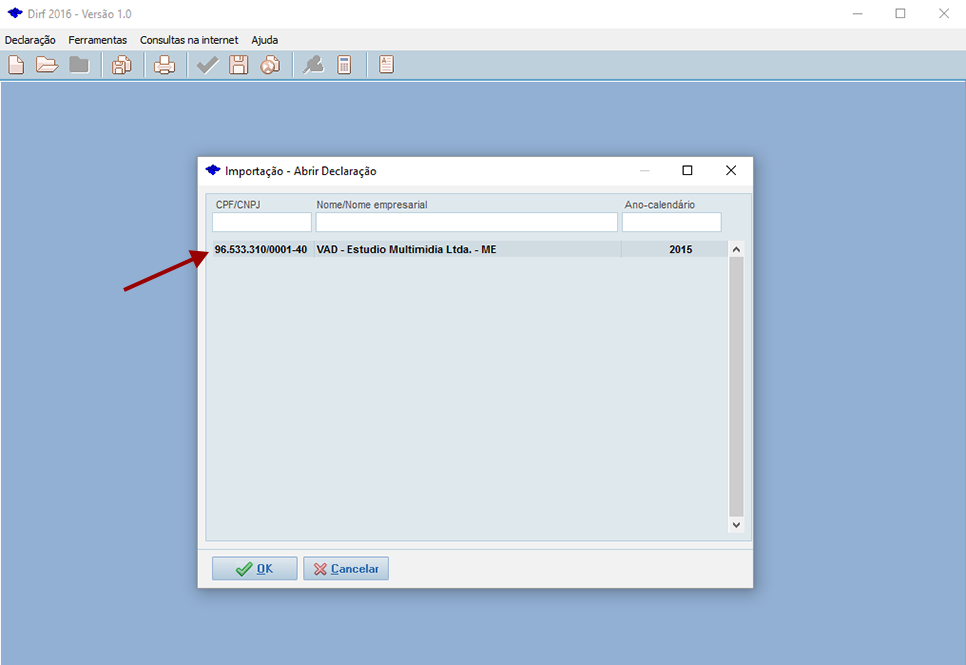 Dirf 2016 - Versão 1.0
Declaração Ferramentas Consultas na internet Ajuda
Importação - Abrir Declaração
CPF/CNPJ Nome/Nome empresarial Ano-calendário
96.533.310/0001-40 VAD - Estudio Multimidia Ltda. - ME 2015
OK Cancelar